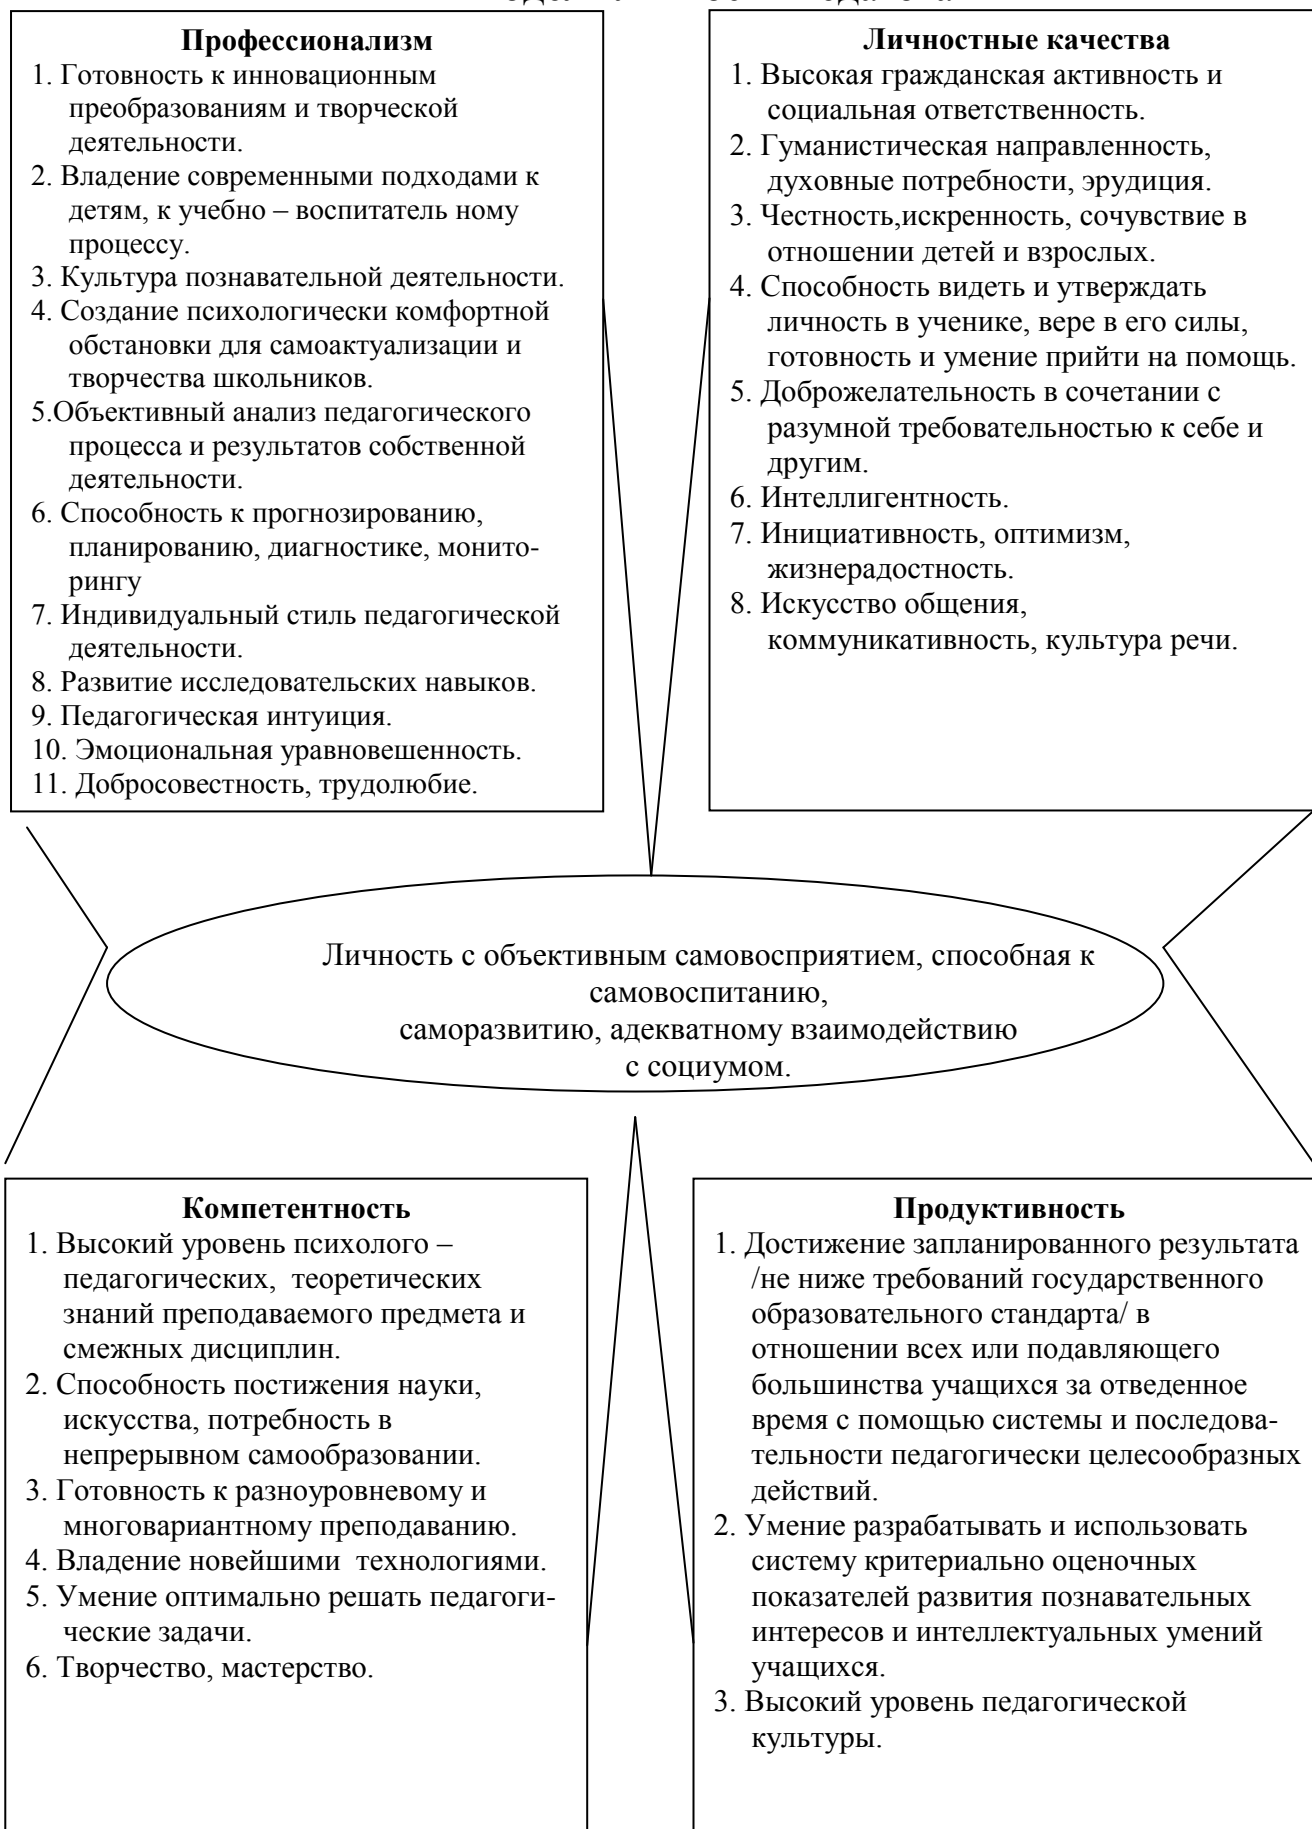 Профессионализм
1. Готовность к инновационным
преобразованиям и творческой
деятельности.
2. Владение современными подходами к
детям, к учебно – воспитатель ному
процессу.
3. Культура познавательной деятельности.
4. Создание психологически комфортной
обстановки для самоактуализации и
творчества школьников.
5.Объективный анализ педагогического
процесса и результатов собственной
деятельности.
6. Способность к прогнозированию,
планированию, диагностике, монито-
рингу
7. Индивидуальный стиль педагогической
деятельности.
8. Развитие исследовательских навыков.
9. Педагогическая интуиция.
10. Эмоциональная уравновешенность.
11. Добросовестность, трудолюбие.
Личностные качества
1. Высокая гражданская активность и
социальная ответственность.
2. Гуманистическая направленность,
духовные потребности, эрудиция.
3. Честность,искренность, сочувствие в
отношении детей и взрослых.
4. Способность видеть и утверждать
личность в ученике, вере в его силы,
готовность и умение прийти на помощь.
5. Доброжелательность в сочетании с
разумной требовательностью к себе и
другим.
6. Интеллигентность.
7. Инициативность, оптимизм,
жизнерадостность.
8. Искусство общения,
коммуникативность, культура речи.
Личность с объективным самовосприятием, способная к
самовоспитанию,
саморазвитию, адекватному взаимодействию
с социумом.
Компетентность
1. Высокий уровень психолого –
педагогических, теоретических
знаний преподаваемого предмета и
смежных дисциплин.
2. Способность постижения науки,
искусства, потребность в
непрерывном самообразовании.
3. Готовность к разноуровневому и
многовариантному преподаванию.
4. Владение новейшими технологиями.
5. Умение оптимально решать педагоги-
ческие задачи.
6. Творчество, мастерство.
Продуктивность
1. Достижение запланированного результата
/не ниже требований государственного
образовательного стандарта/ в
отношении всех или подавляющего
большинства учащихся за отведенное
время с помощью системы и последова-
тельности педагогически целесообразных
действий.
2. Умение разрабатывать и использовать
систему критериально оценочных
показателей развития познавательных
интересов и интеллектуальных умений
учащихся.
3. Высокий уровень педагогической
культуры.